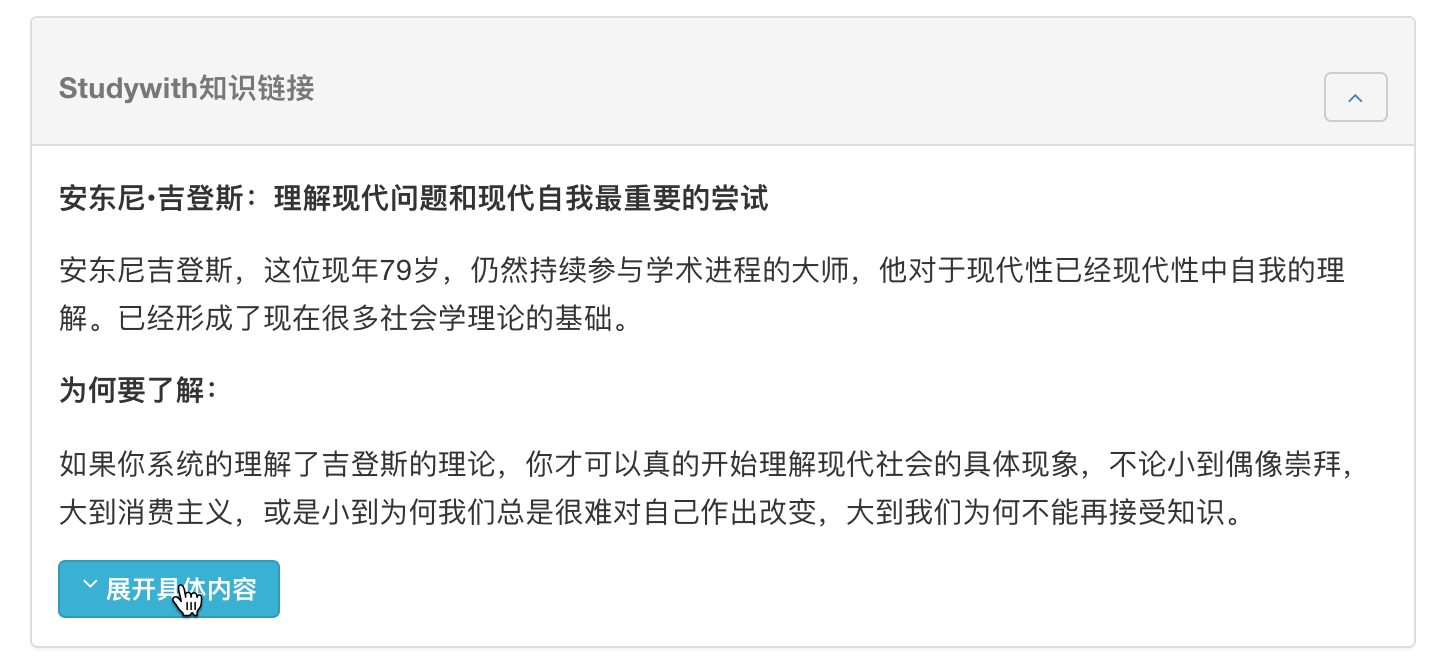 Studywith知识链接
安东尼•吉登斯：理解现代问题和现代自我最重要的尝试
安东尼吉登斯，这位现年79岁，仍然持续参与学术进程的大师，他对于现代性已经现代性中自我的理
解。已经形成了现在很多社会学理论的基础。
为何要了解：
如果你系统的理解了吉登斯的理论，你才可以真的开始理解现代社会的具体现象，不论小到偶像崇拜，
大到消费主义，或是小到为何我们总是很难对自己作出改变，大到我们为何不能再接受知识。
展开具体内容